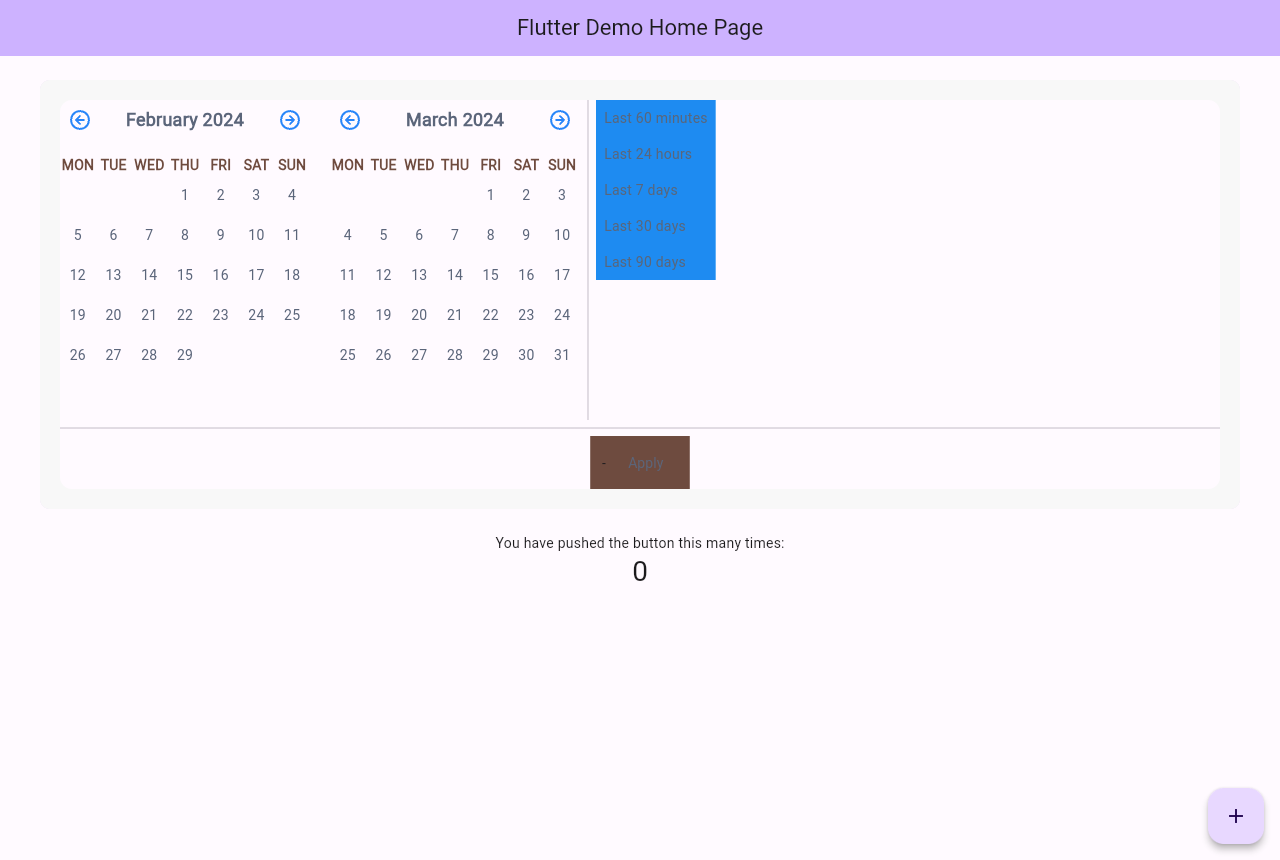 Flutter Demo Home Page
February 2024
MON TUE WED THU FRI SAT SUN
1 2 3 4
5 6 7 8 9 10 11
12 13 14 15 16 17 18
19 20 21 22 23 24 25
26 27 28 29
March 2024
MON TUE WED THU FRI SAT SUN
1 2 3
4 5 6 7 8 9 10
11 12 13 14 15 16 17
18 19 20 21 22 23 24
25 26 27 28 29 30 31
Last 60 minutes
Last 24 hours
Last 7 days
Last 30 days
Last 90 days
- Apply
You have pushed the button this many times:
0
+